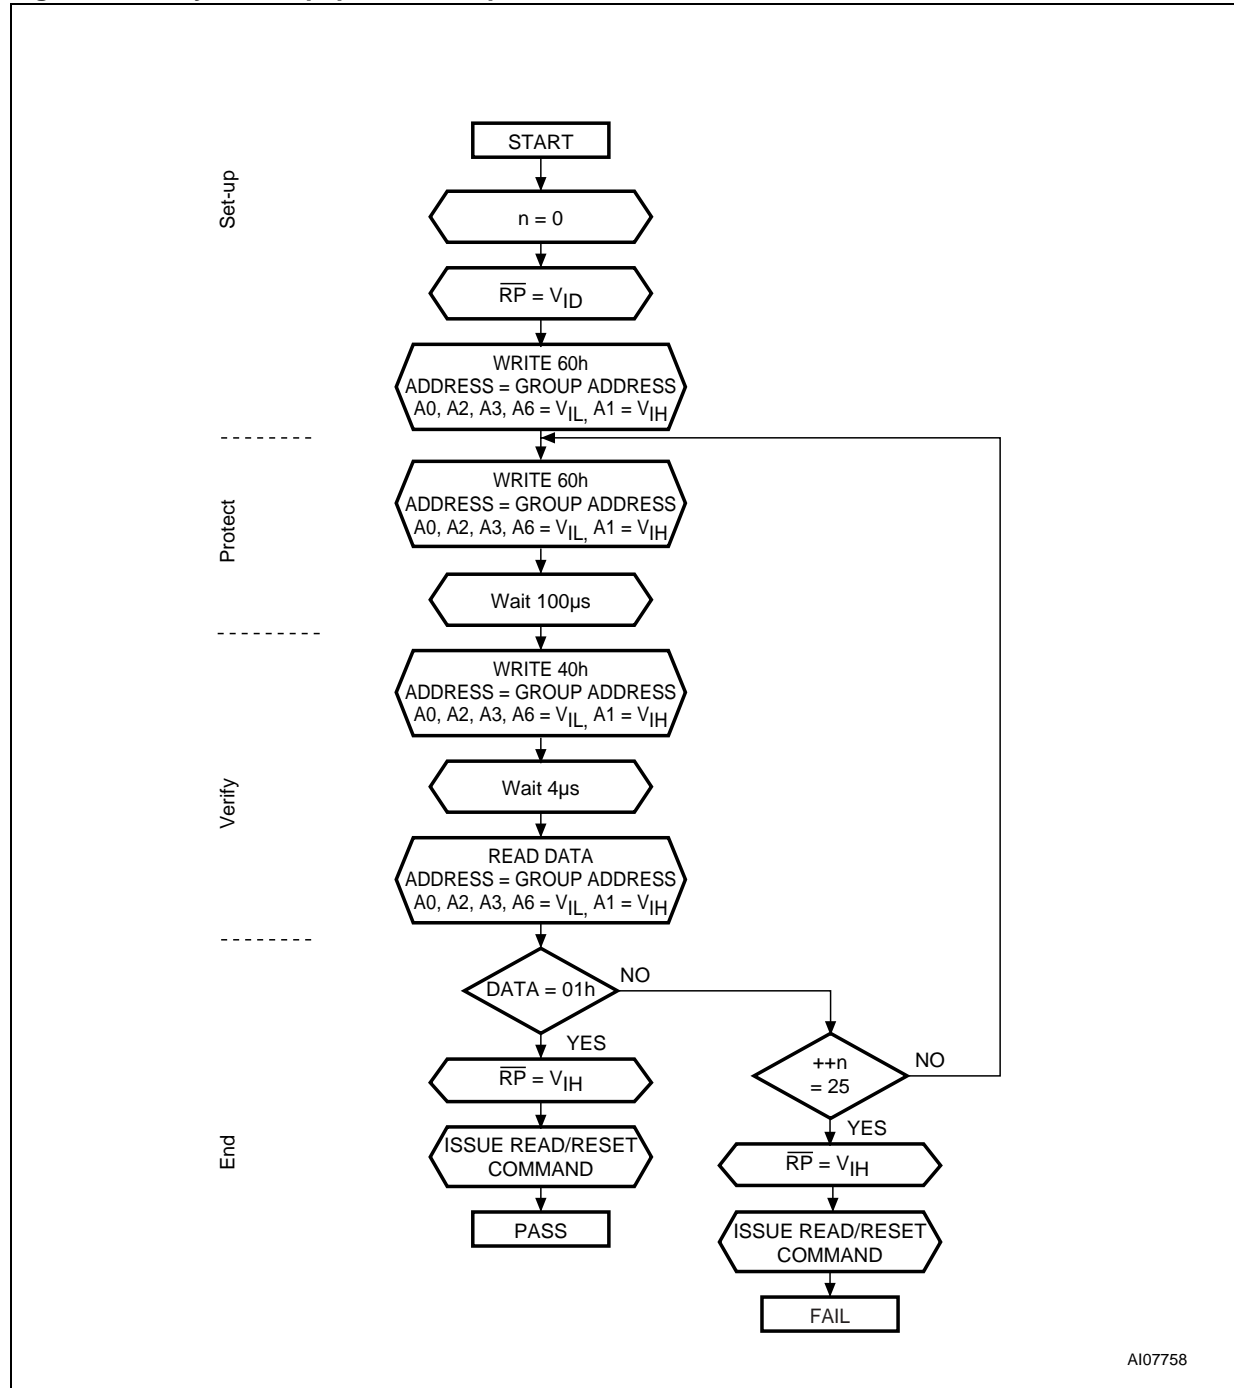 Set-up
START
n = 0
R̅P̅ = VID
WRITE 60h
ADDRESS = GROUP ADDRESS
A0, A2, A3, A6 = VIL, A1 = VIH
Protect
WRITE 60h
ADDRESS = GROUP ADDRESS
A0, A2, A3, A6 = VIL, A1 = VIH
Wait 100µs
Verify
WRITE 40h
ADDRESS = GROUP ADDRESS
A0, A2, A3, A6 = VIL, A1 = VIH
Wait 4µs
READ DATA
ADDRESS = GROUP ADDRESS
A0, A2, A3, A6 = VIL, A1 = VIH
End
DATA = 01h
NO
YES
R̅P̅ = VIH
ISSUE READ/RESET
COMMAND
PASS
++n
= 25
NO
YES
R̅P̅ = VIH
ISSUE READ/RESET
COMMAND
FAIL
AI07758